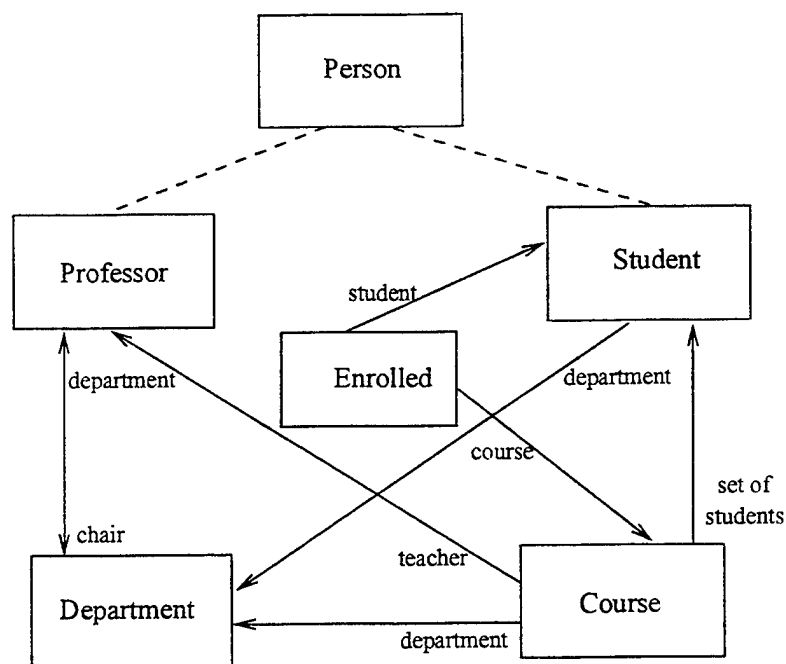 Person
Professor
Student
student
department
Enrolled
department
course
set of
students
chair
teacher
Department
Course
department